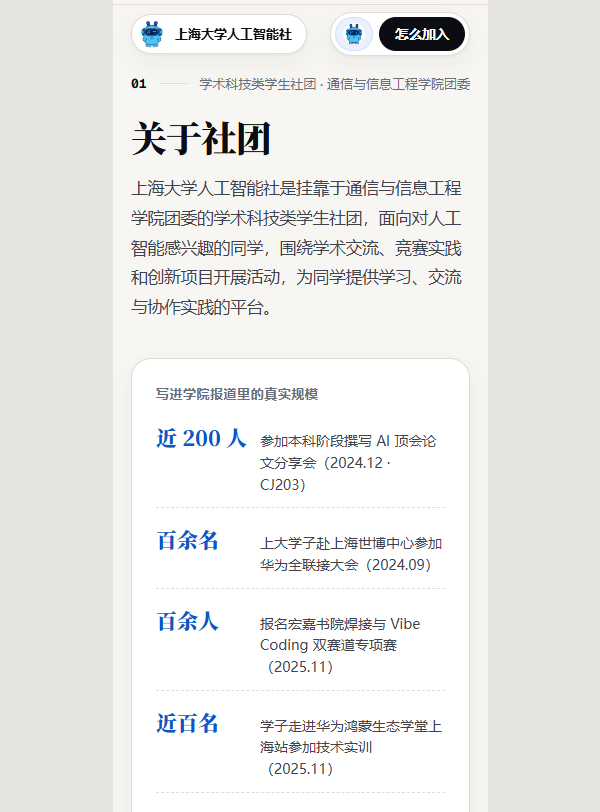 上海大学人工智能社
怎么加入
01
学术科技类学生社团 · 通信与信息工程学院团委
关于社团
上海大学人工智能社是挂靠于通信与信息工程
学院团委的学术科技类学生社团，面向对人工
智能感兴趣的同学，围绕学术交流、竞赛实践
和创新项目开展活动，为同学提供学习、交流
与协作实践的平台。
写进学院报道里的真实规模
近 200 人
参加本科阶段撰写 AI 顶会论
文分享会（2024.12 ·
CJ203）
百余名
上大学子赴上海世博中心参加
华为全联接大会（2024.09）
百余人
报名宏嘉书院焊接与 Vibe
Coding 双赛道专项赛
（2025.11）
近百名
学子走进华为鸿蒙生态学堂上
海站参加技术实训
（2025.11）